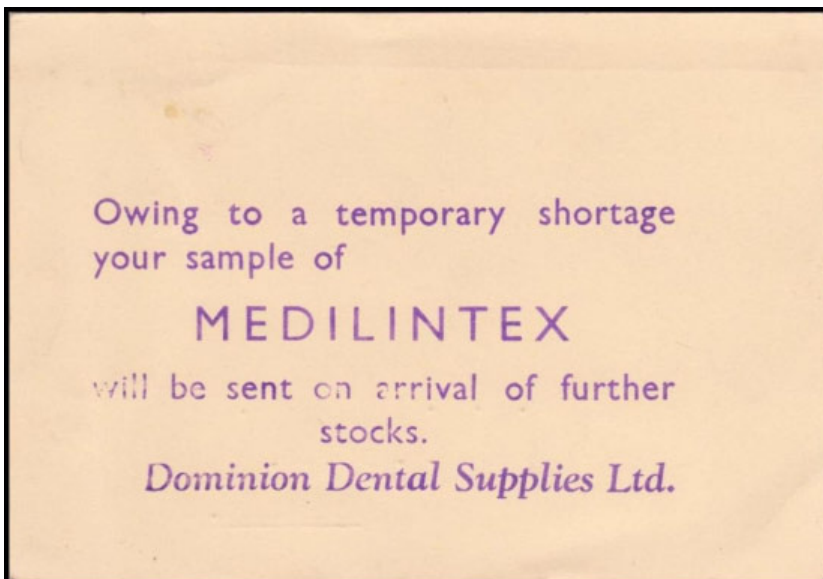 Owing to a temporary shortage
your sample of
MEDILINTEX
will be sent on arrival of further
stocks.
Dominion Dental Supplies Ltd.